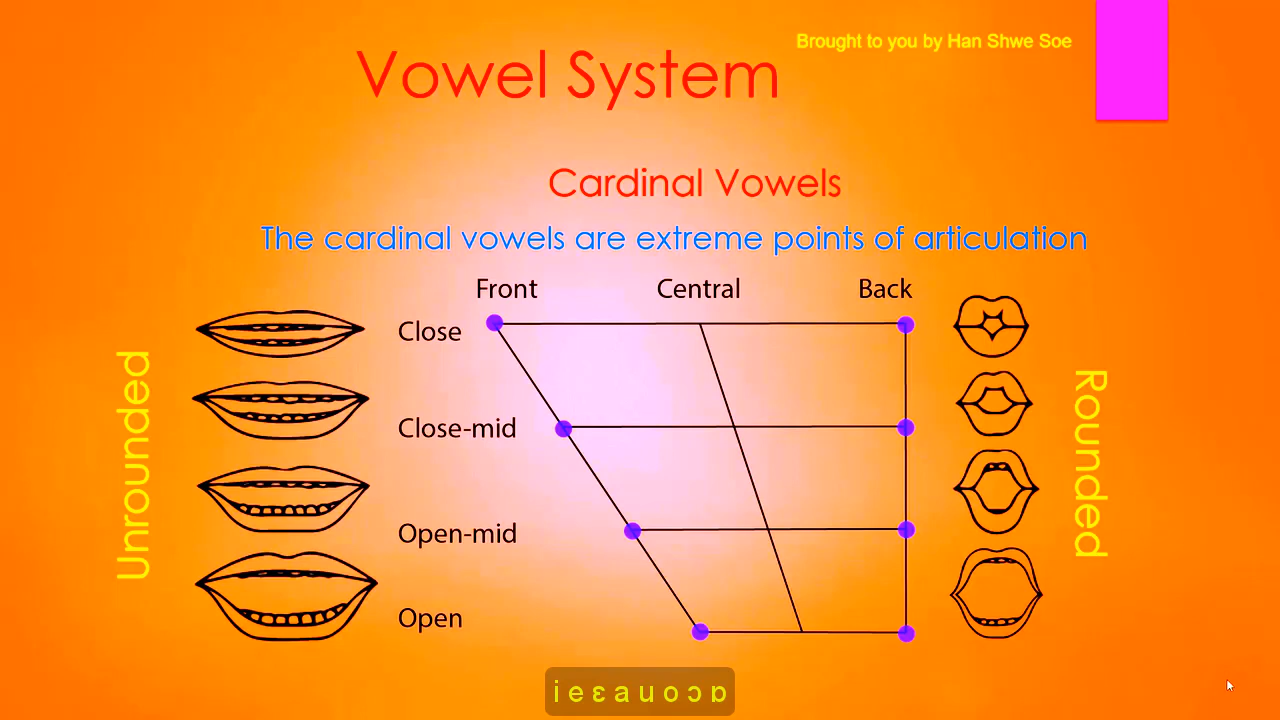 Brought to you by Han Shwe Soe
Vowel System
Cardinal Vowels
The cardinal vowels are extreme points of articulation
Front Central Back
Close
Close-mid
Open-mid
Open
Unrounded
Rounded
i e ɛ a u o ɔ ɒ